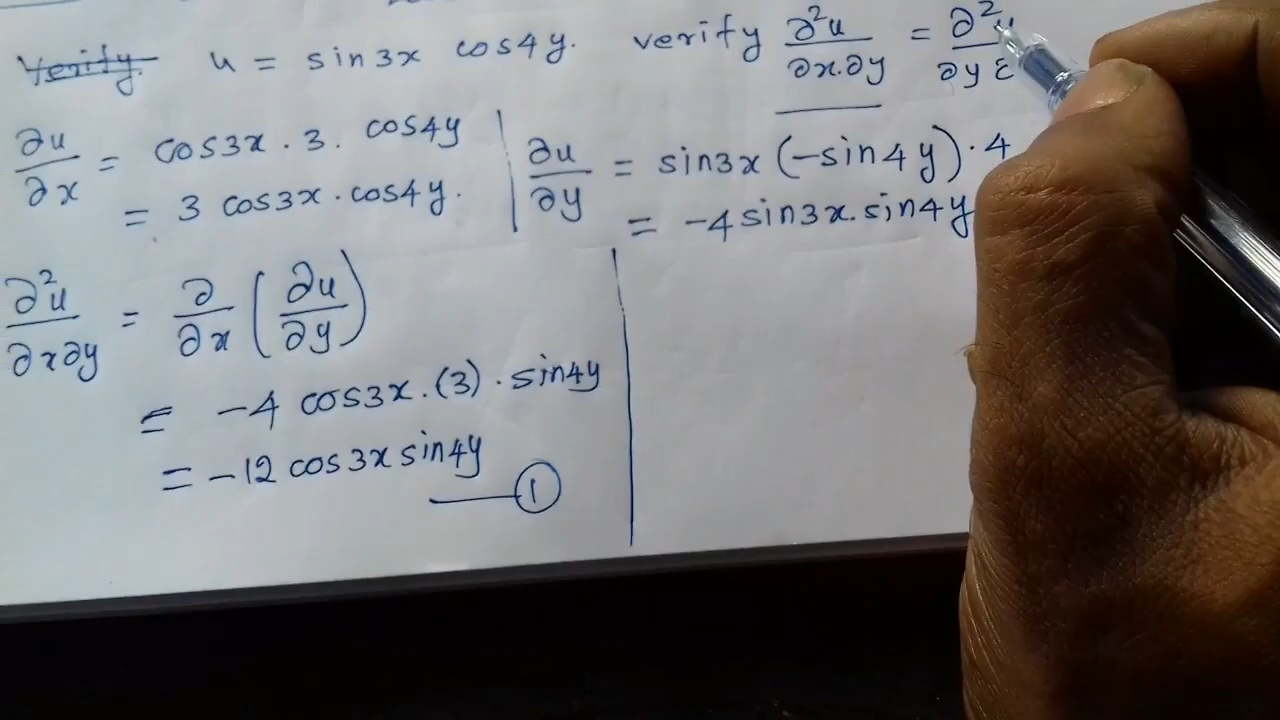 Verify. u = sin3x cos4y. verify ∂²u/∂x.∂y = ∂²u/∂y
∂u/∂x = cos3x . 3 . cos4y
= 3 cos3x . cos4y.
∂u/∂y = sin3x (-sin4y) . 4
= -4 sin3x . sin4y
∂²u/∂x∂y = ∂/∂x (∂u/∂y)
= -4 cos3x . (3) . sin4y
= -12 cos3x sin4y
1